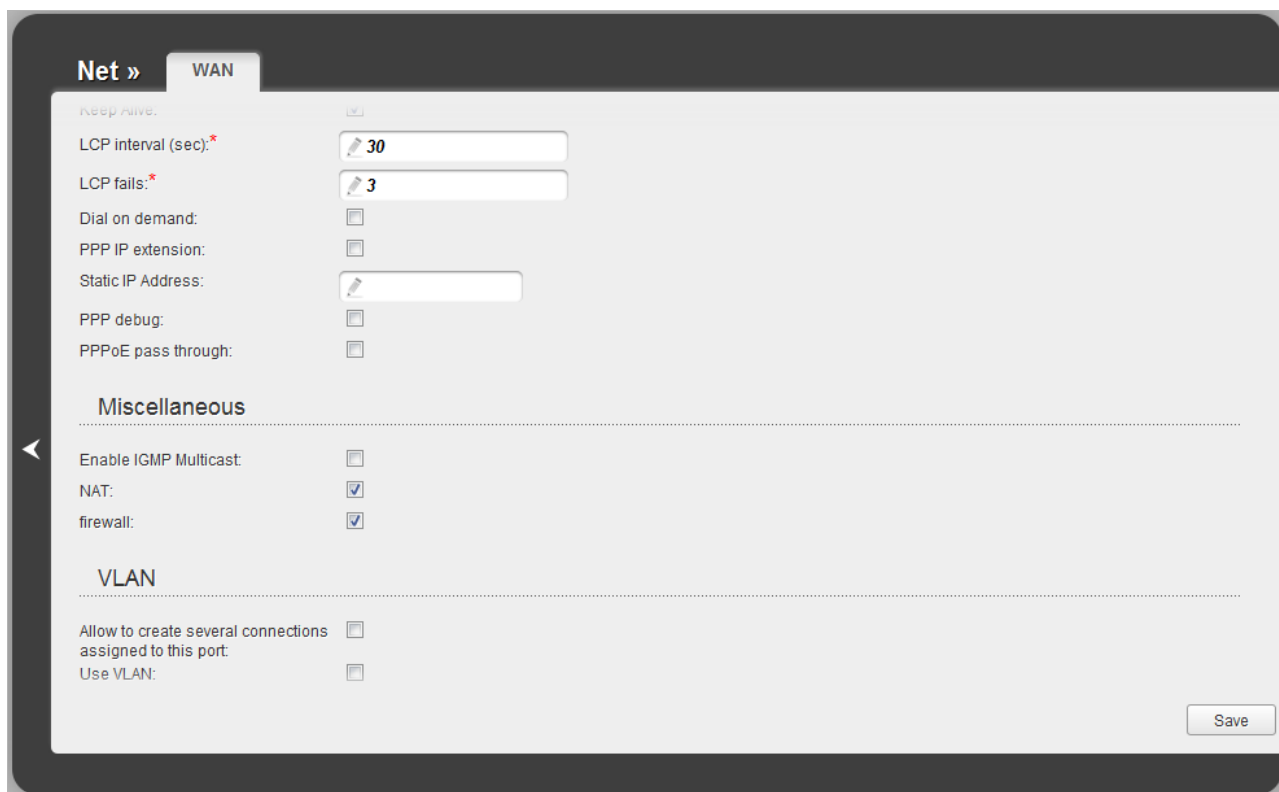 Net »
WAN
Keep Alive:
LCP interval (sec):*
30
LCP fails:*
3
Dial on demand:
PPP IP extension:
Static IP Address:
PPP debug:
PPPoE pass through:
Miscellaneous
Enable IGMP Multicast:
NAT:
firewall:
VLAN
Allow to create several connections
assigned to this port:
Use VLAN:
Save